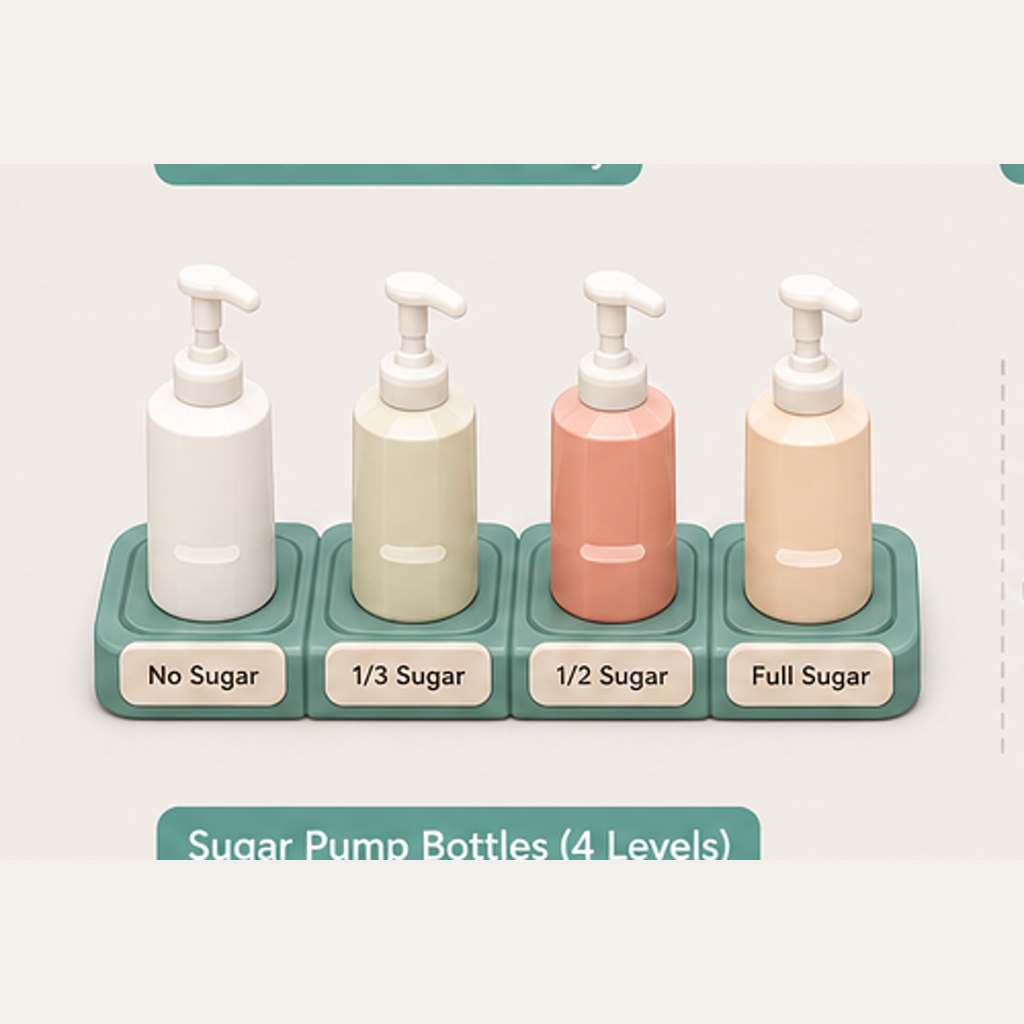 No Sugar
1/3 Sugar
1/2 Sugar
Full Sugar
Sugar Pump Bottles (4 Levels)